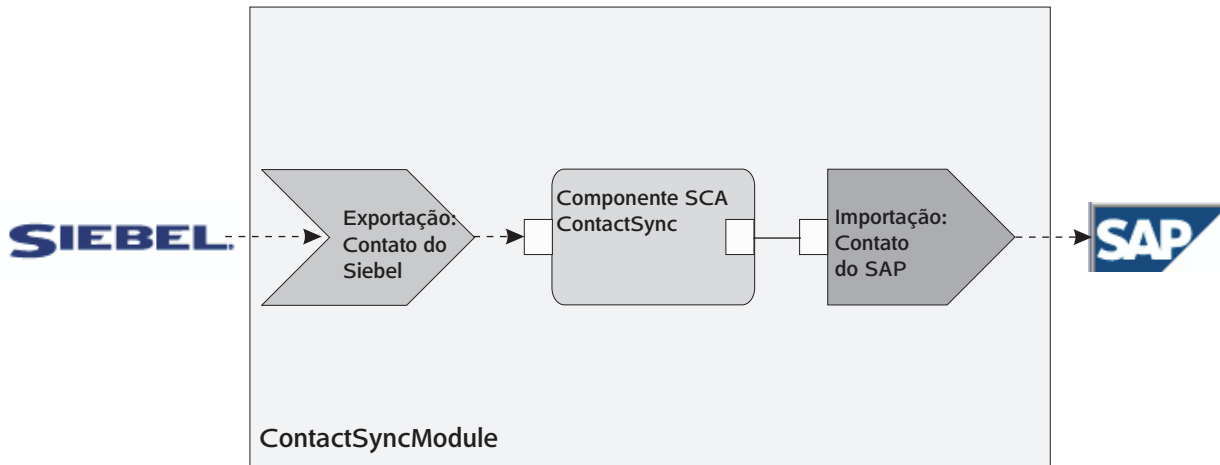 SIEBEL.
Exportação:
Contato do
Siebel
Componente SCA
ContactSync
Importação:
Contato
do SAP
SAP
ContactSyncModule